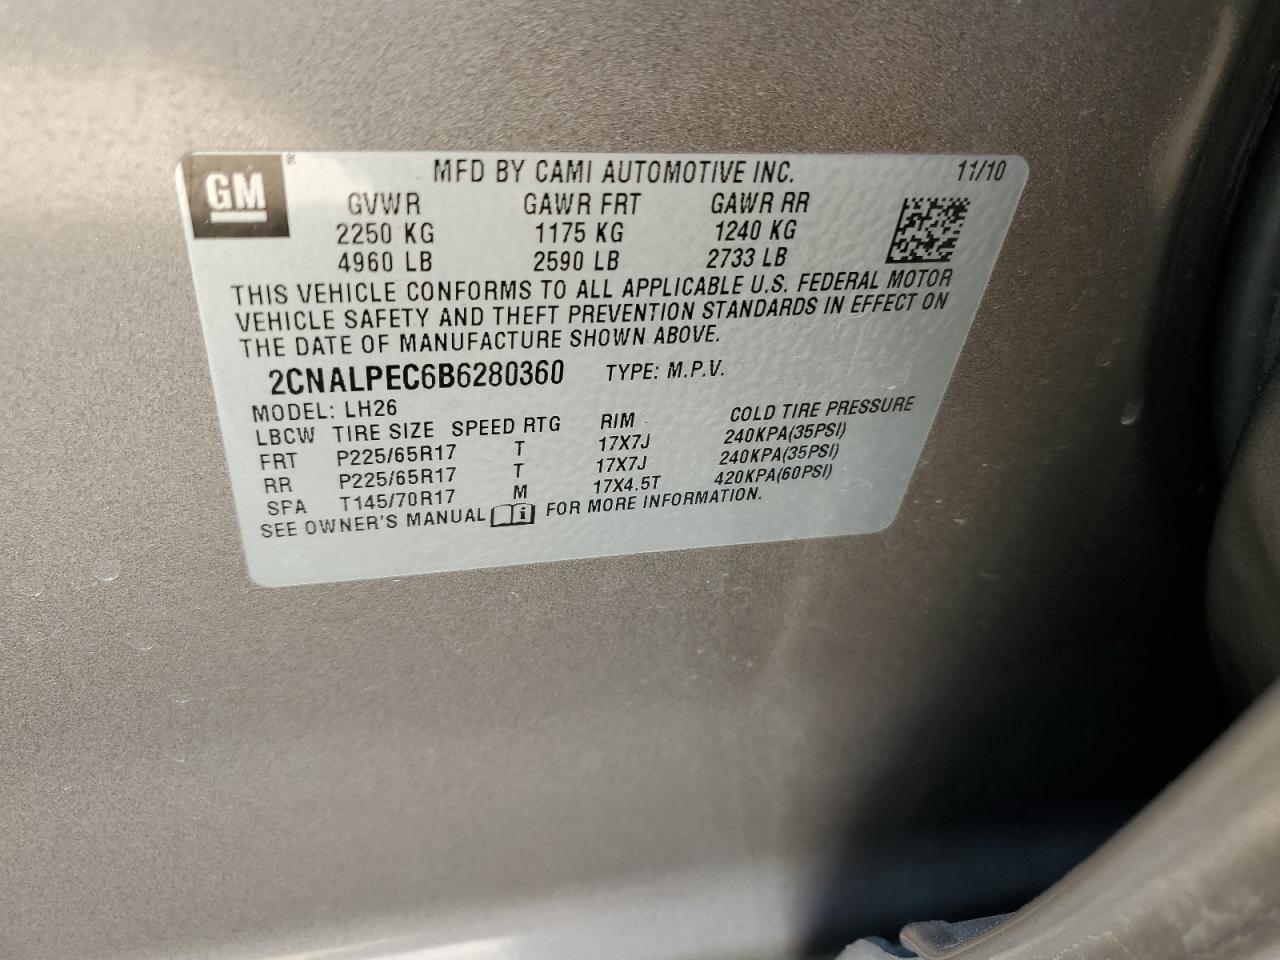 GM ® MFD BY CAMI AUTOMOTIVE INC. 11/10
GVWR GAWR FRT GAWR RR
2250 KG 1175 KG 1240 KG
4960 LB 2590 LB 2733 LB
THIS VEHICLE CONFORMS TO ALL APPLICABLE U.S. FEDERAL MOTOR
VEHICLE SAFETY AND THEFT PREVENTION STANDARDS IN EFFECT ON
THE DATE OF MANUFACTURE SHOWN ABOVE.
2CNALPEC6B6280360 TYPE: M.P.V.
MODEL: LH26
LBCW TIRE SIZE SPEED RTG RIM COLD TIRE PRESSURE
FRT P225/65R17 T 17X7J 240KPA(35PSI)
RR P225/65R17 T 17X7J 240KPA(35PSI)
SPA T145/70R17 M 17X4.5T 420KPA(60PSI)
SEE OWNER'S MANUAL i FOR MORE INFORMATION.